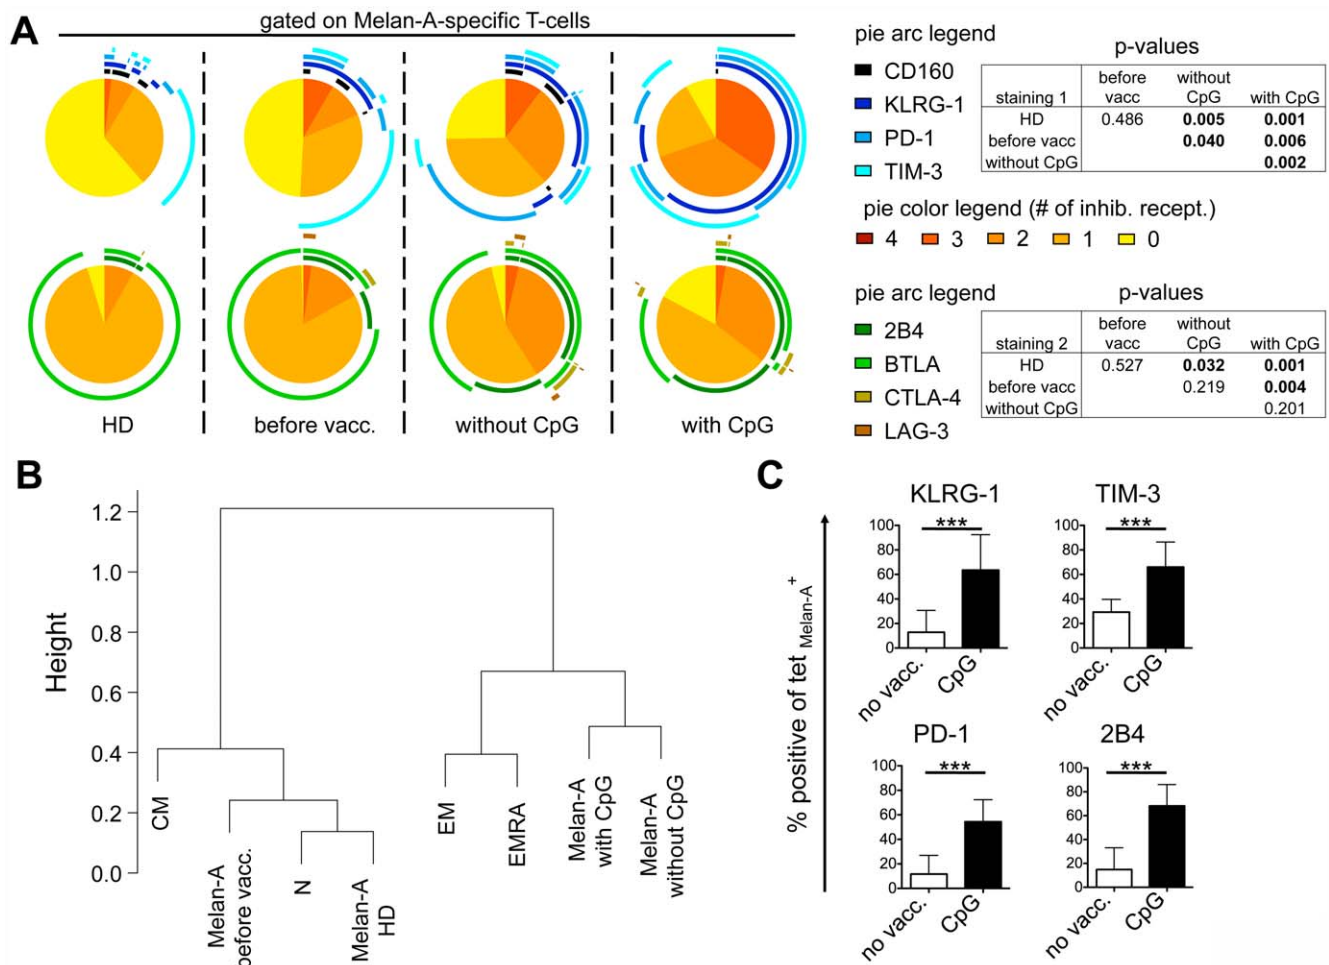 A
gated on Melan-A-specific T-cells
HD
before vacc.
without CpG
with CpG
pie arc legend
CD160
KLRG-1
PD-1
TIM-3
p-values
staining 1 before vacc without CpG with CpG
HD 0.486 0.005 0.001
before vacc 0.040 0.006
without CpG 0.002
pie color legend (# of inhib. recept.)
4 3 2 1 0
pie arc legend
2B4
BTLA
CTLA-4
LAG-3
p-values
staining 2 before vacc without CpG with CpG
HD 0.527 0.032 0.001
before vacc 0.219 0.004
without CpG 0.201
B
Height
1.2
1.0
0.8
0.6
0.4
0.2
0.0
CM
Melan-A
before vacc.
N
Melan-A
HD
EM
EMRA
Melan-A
with CpG
Melan-A
without CpG
C
% positive of tet Melan-A+
KLRG-1
***
100
80
60
40
20
0
no vacc.
CpG
TIM-3
***
100
80
60
40
20
0
no vacc.
CpG
PD-1
***
100
80
60
40
20
0
no vacc.
CpG
2B4
***
100
80
60
40
20
0
no vacc.
CpG